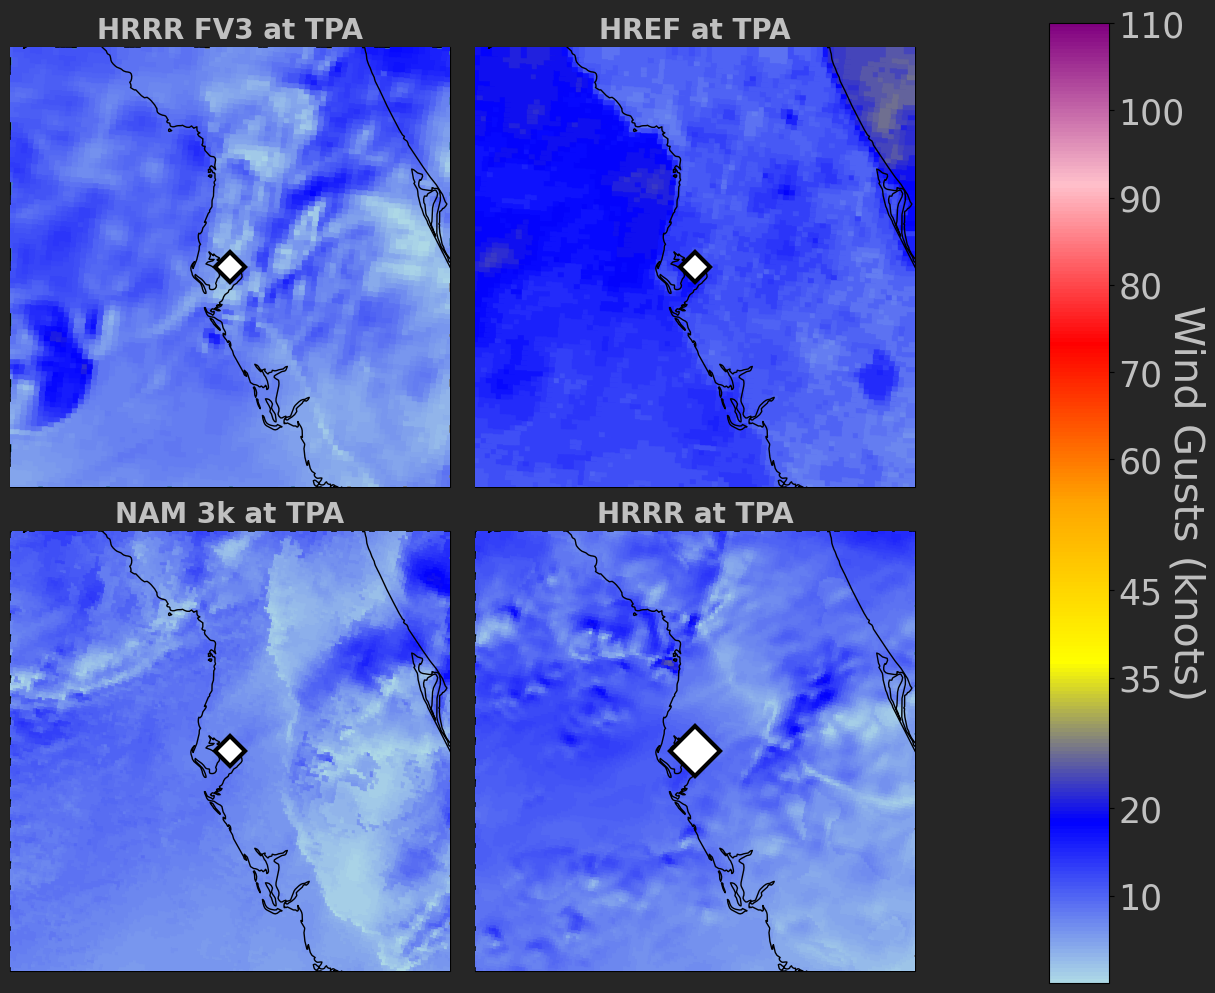 HRRR FV3 at TPA
HREF at TPA
NAM 3k at TPA
HRRR at TPA
110
100
90
80
70
60
45
35
20
10
Wind Gusts (knots)